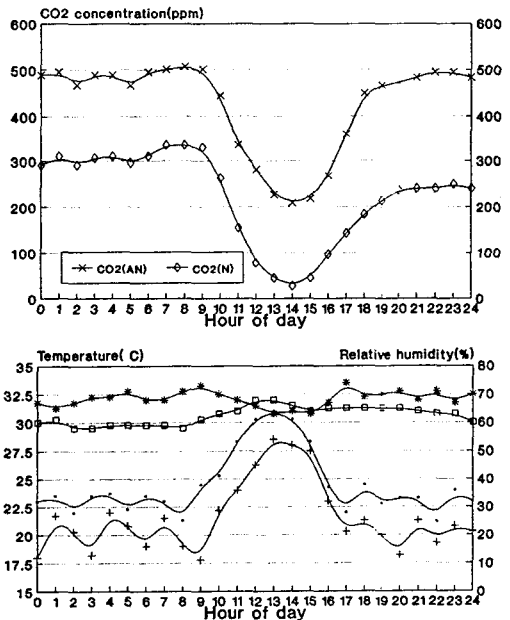 CO2 concentration(ppm)
600 600
500 500
400 400
300 300
200 200
100 100
0 0
CO2(AN) CO2(N)
0 1 2 3 4 5 6 7 8 9 10 11 12 13 14 15 16 17 18 19 20 21 22 23 24
Hour of day
Temperature( C) Relative humidity(%)
35 80
32.5 70
30 60
27.5 50
40
25
22.5 30
20 20
17.5 10
15 0
0 1 2 3 4 5 6 7 8 9 10 11 12 13 14 15 16 17 18 19 20 21 22 23 24
Hour of day